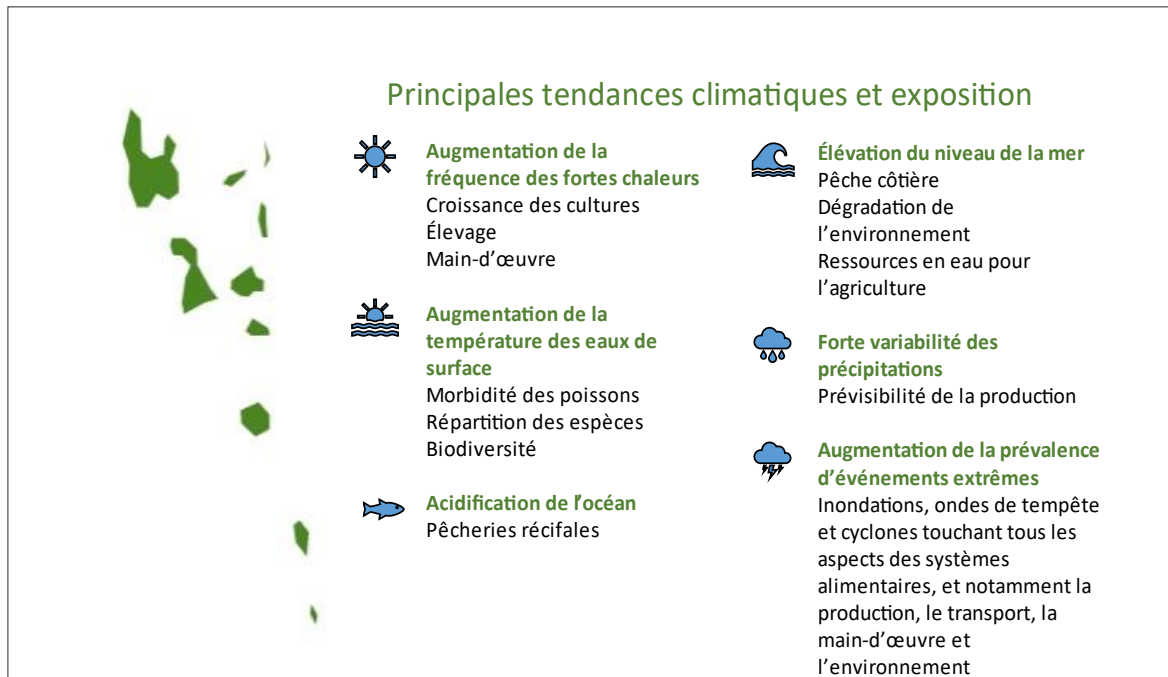 Principales tendances climatiques et exposition
Augmentation de la
fréquence des fortes chaleurs
Croissance des cultures
Élevage
Main-d’œuvre
Augmentation de la
température des eaux de
surface
Morbidité des poissons
Répartition des espèces
Biodiversité
Acidification de l’océan
Pêcheries récifales
Élévation du niveau de la mer
Pêche côtière
Dégradation de
l’environnement
Ressources en eau pour
l’agriculture
Forte variabilité des
précipitations
Prévisibilité de la production
Augmentation de la prévalence
d’événements extrêmes
Inondations, ondes de tempête
et cyclones touchant tous les
aspects des systèmes
alimentaires, et notamment la
production, le transport, la
main-d’œuvre et
l’environnement